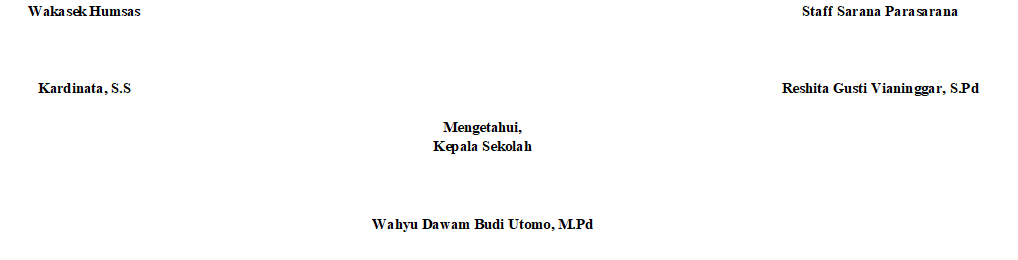 Wakasek Humsas
Staff Sarana Parasarana
Kardinata, S.S
Reshita Gusti Vianinggar, S.Pd
Mengetahui,
Kepala Sekolah
Wahyu Dawam Budi Utomo, M.Pd